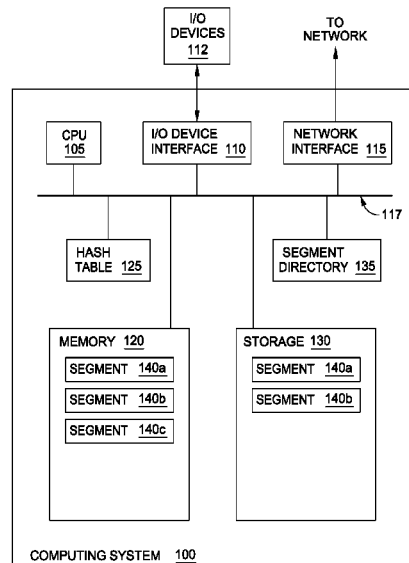 I/O
DEVICES
112
TO
NETWORK
CPU
105
I/O DEVICE
INTERFACE 110
NETWORK
INTERFACE 115
117
HASH
TABLE 125
SEGMENT
DIRECTORY 135
MEMORY 120
SEGMENT 140a
SEGMENT 140b
SEGMENT 140c
STORAGE 130
SEGMENT 140a
SEGMENT 140b
COMPUTING SYSTEM 100